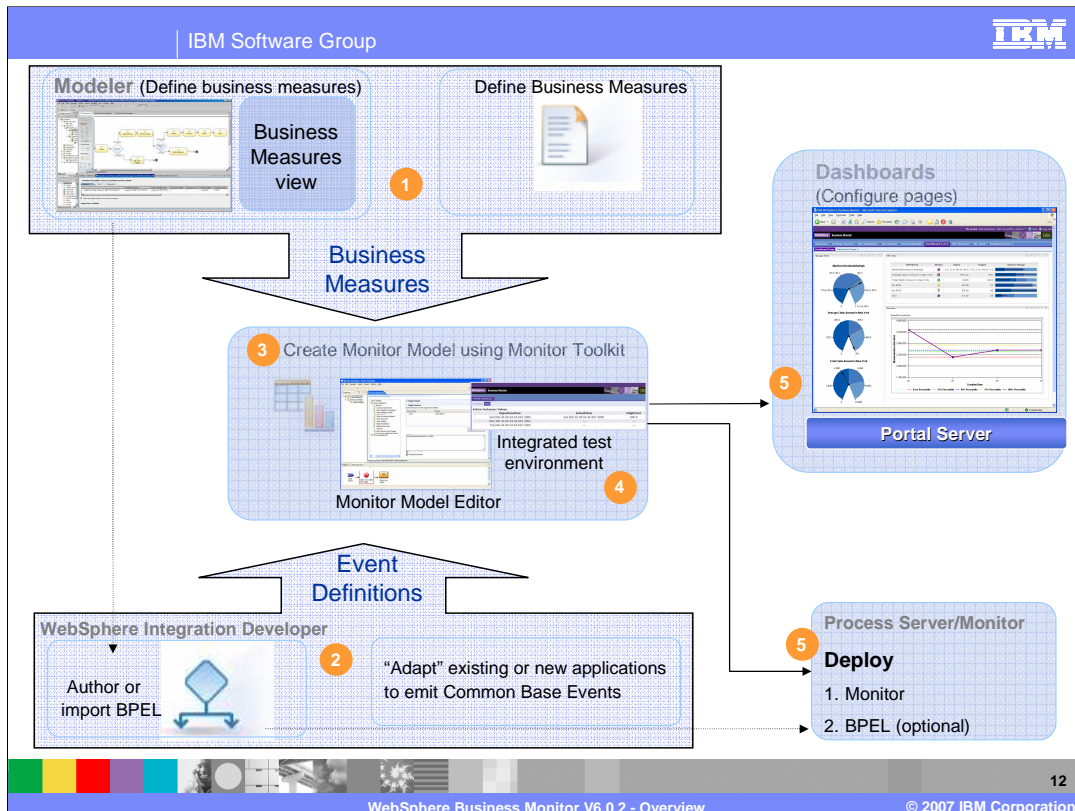 IBM Software Group
IBM
Modeler (Define business measures)
Business
Measures
view
1
Define Business Measures
Business
Measures
3
Create Monitor Model using Monitor Toolkit
Integrated test
environment
4
Monitor Model Editor
Event
Definitions
WebSphere Integration Developer
Author or
import BPEL
2
“Adapt” existing or new applications
to emit Common Base Events
Dashboards
(Configure pages)
5
Portal Server
Process Server/Monitor
5
Deploy
1. Monitor
2. BPEL (optional)
12
WebSphere Business Monitor V6.0.2 - Overview
© 2007 IBM Corporation